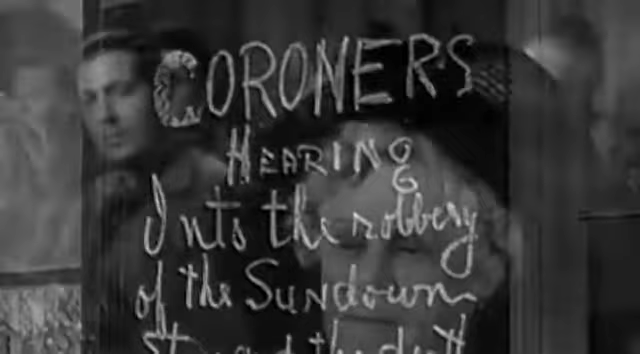 CORONERS
HEARING
Into the robbery
of the Sundown